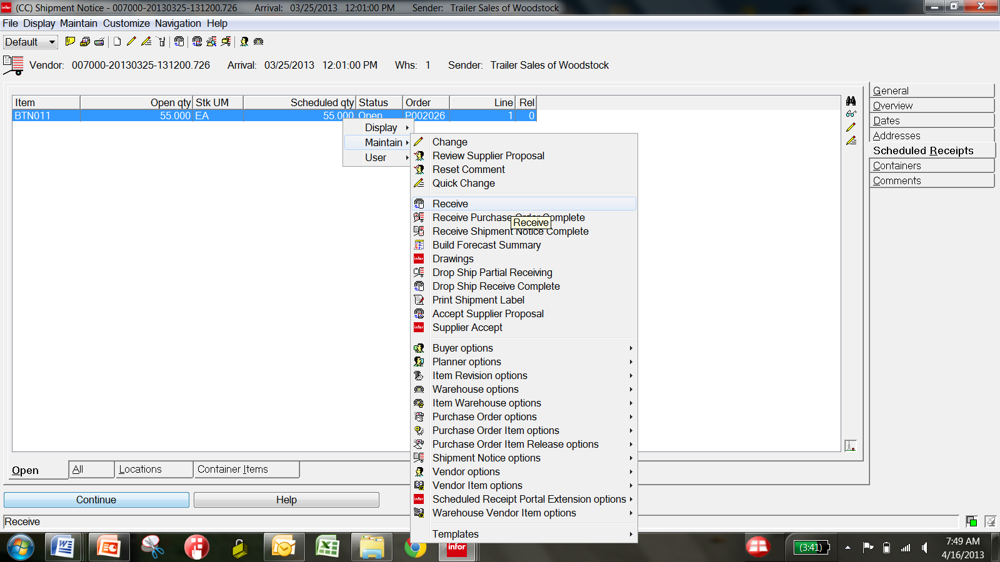 infor (CC) Shipment Notice - 007000-20130325-131200.726 Arrival: 03/25/2013 12:01:00 PM Sender: Trailer Sales of Woodstock
File Display Maintain Customize Navigation Help
Default
Vendor: 007000-20130325-131200.726 Arrival: 03/25/2013 12:01:00 PM Whs: 1 Sender: Trailer Sales of Woodstock
Item Open qty Stk UM Scheduled qty Status Order Line Rel
BTN011 55.000 EA 55.000 Open P002026 1 0
Display
Maintain
User
Change
Review Supplier Proposal
Reset Comment
Quick Change
Receive
Receive Purchase Order Complete
Receive
Receive Shipment Notice Complete
Build Forecast Summary
infor Drawings
Drop Ship Partial Receiving
Drop Ship Receive Complete
Print Shipment Label
Accept Supplier Proposal
infor Supplier Accept
Buyer options
Planner options
Item Revision options
Warehouse options
Item Warehouse options
Purchase Order options
Purchase Order Item options
Purchase Order Item Release options
Shipment Notice options
Vendor options
Vendor Item options
infor Scheduled Receipt Portal Extension options
Warehouse Vendor Item options
Templates
General
Overview
Dates
Addresses
Scheduled Receipts
Containers
Comments
Open All Locations Container Items
Continue Help
Receive
infor
(3:41)
7:49 AM
4/16/2013